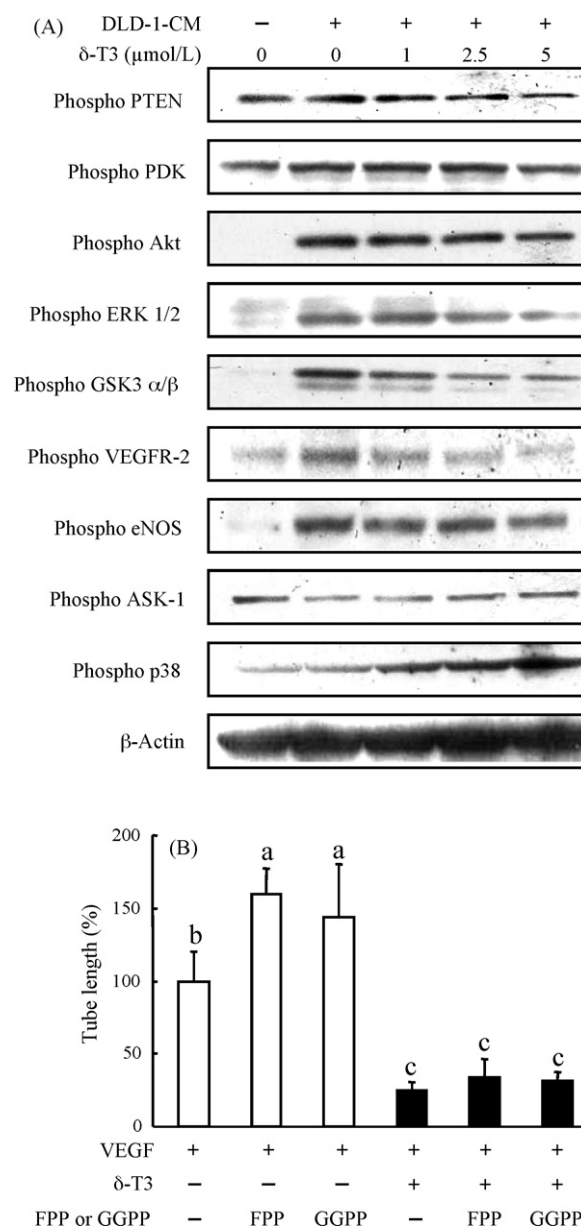 (A)
DLD-1-CM − + + + +
δ-T3 (µmol/L) 0 0 1 2.5 5
Phospho PTEN
Phospho PDK
Phospho Akt
Phospho ERK 1/2
Phospho GSK3 α/β
Phospho VEGFR-2
Phospho eNOS
Phospho ASK-1
Phospho p38
β-Actin
(B)
Tube length (%)
200
150
100
50
0
b a a c c c
VEGF + + + + + +
δ-T3 − − − + + +
FPP or GGPP − FPP GGPP − FPP GGPP